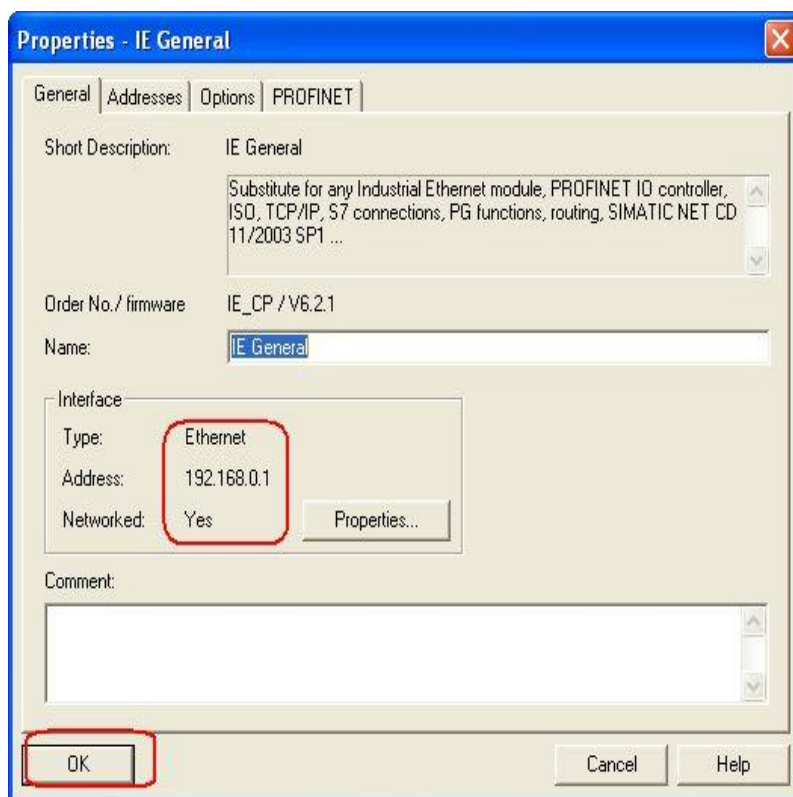 Properties - IE General
General Addresses Options PROFINET
Short Description: IE General
Substitute for any Industrial Ethernet module, PROFINET IO controller,
ISO, TCP/IP, S7 connections, PG functions, routing, SIMATIC NET CD
11/2003 SP1 ...
Order No./ firmware IE_CP / V6.2.1
Name: IE General
Interface
Type: Ethernet
Address: 192.168.0.1
Networked: Yes Properties...
Comment:
OK Cancel Help